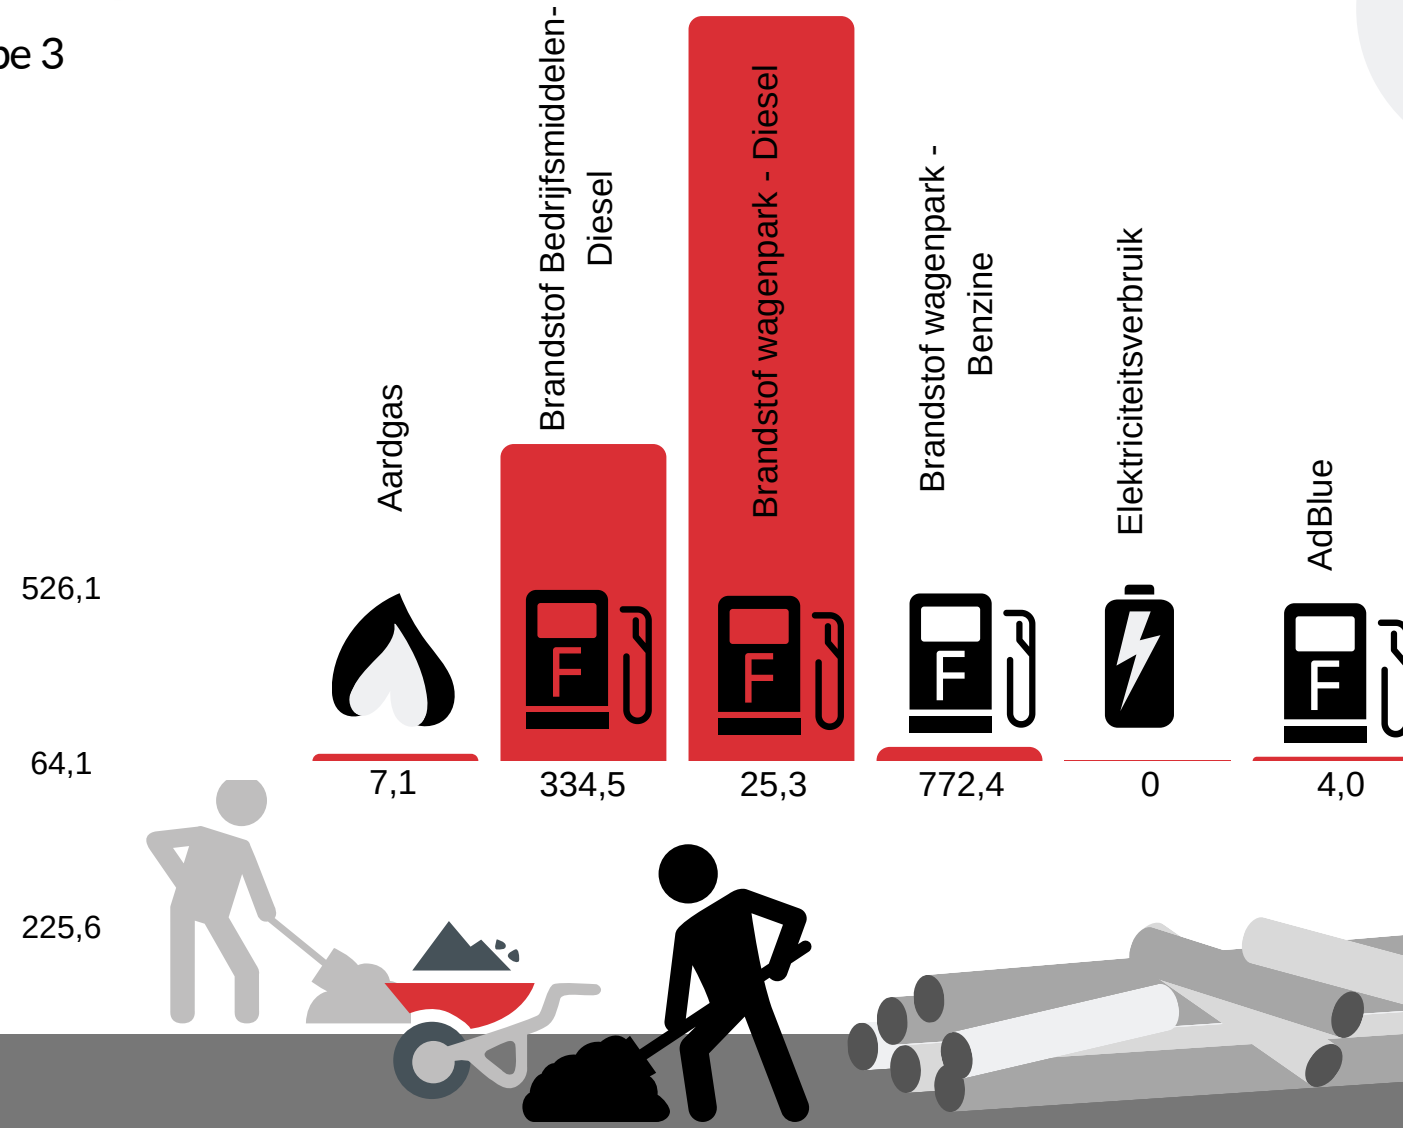 pe 3
Brandstof Bedrijfsmiddelen-
Diesel
Brandstof wagenpark - Diesel
Brandstof wagenpark -
Benzine
Elektriciteitsverbruik
Aardgas
AdBlue
526,1
F
F
F
F
64,1
7,1
334,5
25,3
772,4
0
4,0
225,6